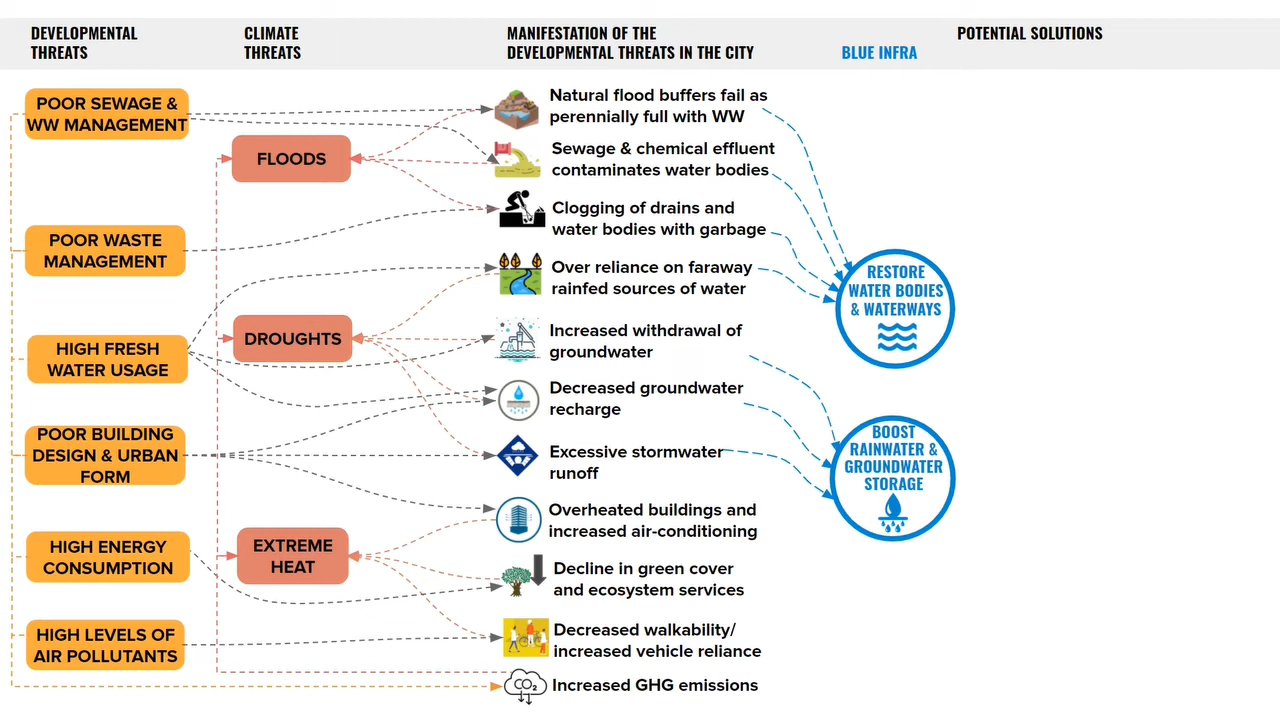 DEVELOPMENTAL
THREATS
CLIMATE
THREATS
MANIFESTATION OF THE
DEVELOPMENTAL THREATS IN THE CITY
POTENTIAL SOLUTIONS
BLUE INFRA
POOR SEWAGE &
WW MANAGEMENT
POOR WASTE
MANAGEMENT
HIGH FRESH
WATER USAGE
POOR BUILDING
DESIGN & URBAN
FORM
HIGH ENERGY
CONSUMPTION
HIGH LEVELS OF
AIR POLLUTANTS
FLOODS
DROUGHTS
EXTREME
HEAT
Natural flood buffers fail as
perennially full with WW
Sewage & chemical effluent
contaminates water bodies
Clogging of drains and
water bodies with garbage
Over reliance on faraway
rainfed sources of water
Increased withdrawal of
groundwater
Decreased groundwater
recharge
Excessive stormwater
runoff
Overheated buildings and
increased air-conditioning
Decline in green cover
and ecosystem services
Decreased walkability/
increased vehicle reliance
CO₂
Increased GHG emissions
RESTORE
WATER BODIES
& WATERWAYS
BOOST
RAINWATER &
GROUNDWATER
STORAGE